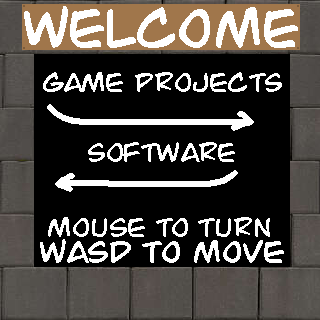 WELCOME
GAME PROJECTS
SOFTWARE
MOUSE TO TURN
WASD TO MOVE